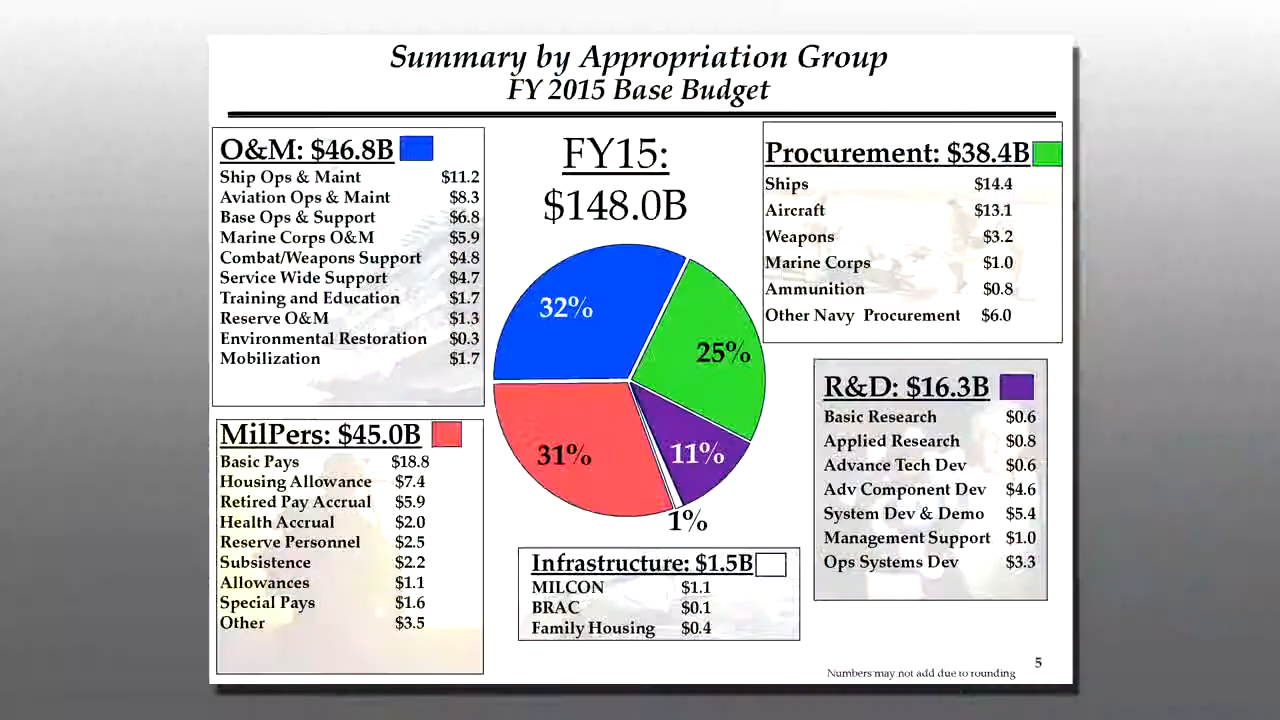 Summary by Appropriation Group
FY 2015 Base Budget
O&M: $46.8B
Ship Ops & Maint $11.2
Aviation Ops & Maint $8.3
Base Ops & Support $6.8
Marine Corps O&M $5.9
Combat/Weapons Support $4.8
Service Wide Support $4.7
Training and Education $1.7
Reserve O&M $1.3
Environmental Restoration $0.3
Mobilization $1.7
MilPers: $45.0B
Basic Pays $18.8
Housing Allowance $7.4
Retired Pay Accrual $5.9
Health Accrual $2.0
Reserve Personnel $2.5
Subsistence $2.2
Allowances $1.1
Special Pays $1.6
Other $3.5
FY15:
$148.0B
32%
25%
31%
11%
1%
Infrastructure: $1.5B
MILCON $1.1
BRAC $0.1
Family Housing $0.4
Procurement: $38.4B
Ships $14.4
Aircraft $13.1
Weapons $3.2
Marine Corps $1.0
Ammunition $0.8
Other Navy Procurement $6.0
R&D: $16.3B
Basic Research $0.6
Applied Research $0.8
Advance Tech Dev $0.6
Adv Component Dev $4.6
System Dev & Demo $5.4
Management Support $1.0
Ops Systems Dev $3.3
5
Numbers may not add due to rounding